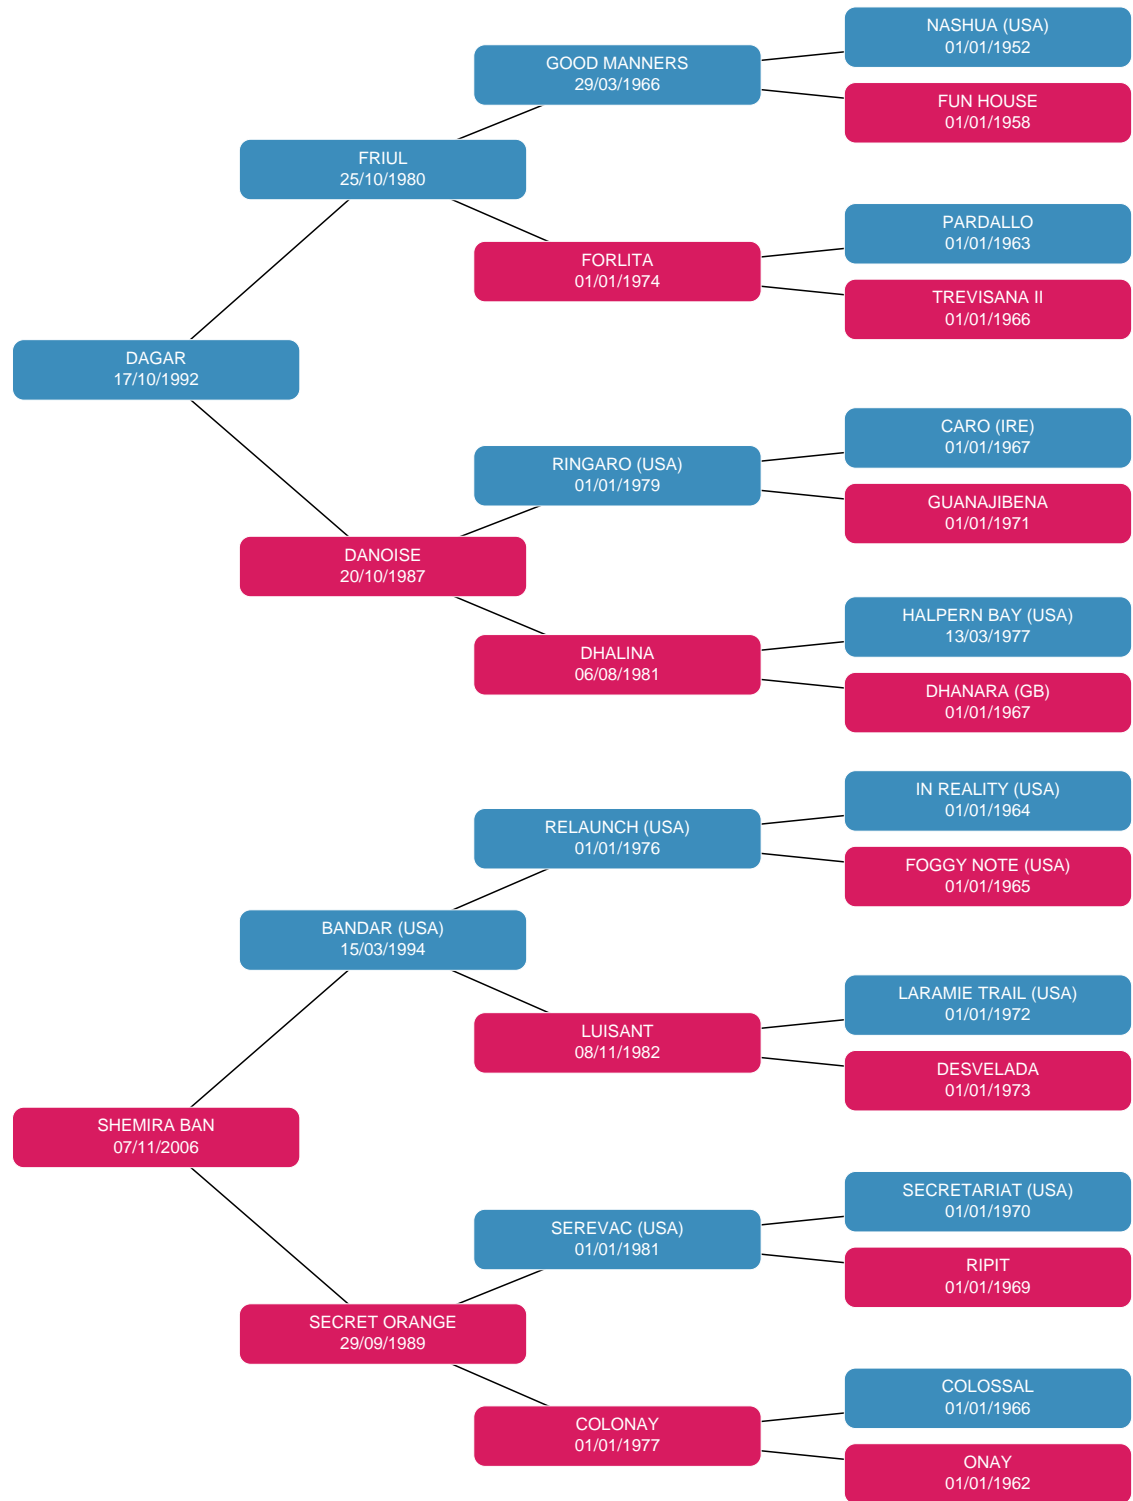 NASHUA (USA)
01/01/1952
GOOD MANNERS
29/03/1966
FUN HOUSE
01/01/1958
FRIUL
25/10/1980
PARDALLO
01/01/1963
FORLITA
01/01/1974
TREVISANA II
01/01/1966
DAGAR
17/10/1992
CARO (IRE)
01/01/1967
RINGARO (USA)
01/01/1979
GUANAJIBENA
01/01/1971
DANOISE
20/10/1987
HALPERN BAY (USA)
13/03/1977
DHALINA
06/08/1981
DHANARA (GB)
01/01/1967
IN REALITY (USA)
01/01/1964
RELAUNCH (USA)
01/01/1976
FOGGY NOTE (USA)
01/01/1965
BANDAR (USA)
15/03/1994
LARAMIE TRAIL (USA)
01/01/1972
LUISANT
08/11/1982
DESVELADA
01/01/1973
SHEMIRA BAN
07/11/2006
SECRETARIAT (USA)
01/01/1970
SEREVAC (USA)
01/01/1981
RIPIT
01/01/1969
SECRET ORANGE
29/09/1989
COLOSSAL
01/01/1966
COLONAY
01/01/1977
ONAY
01/01/1962